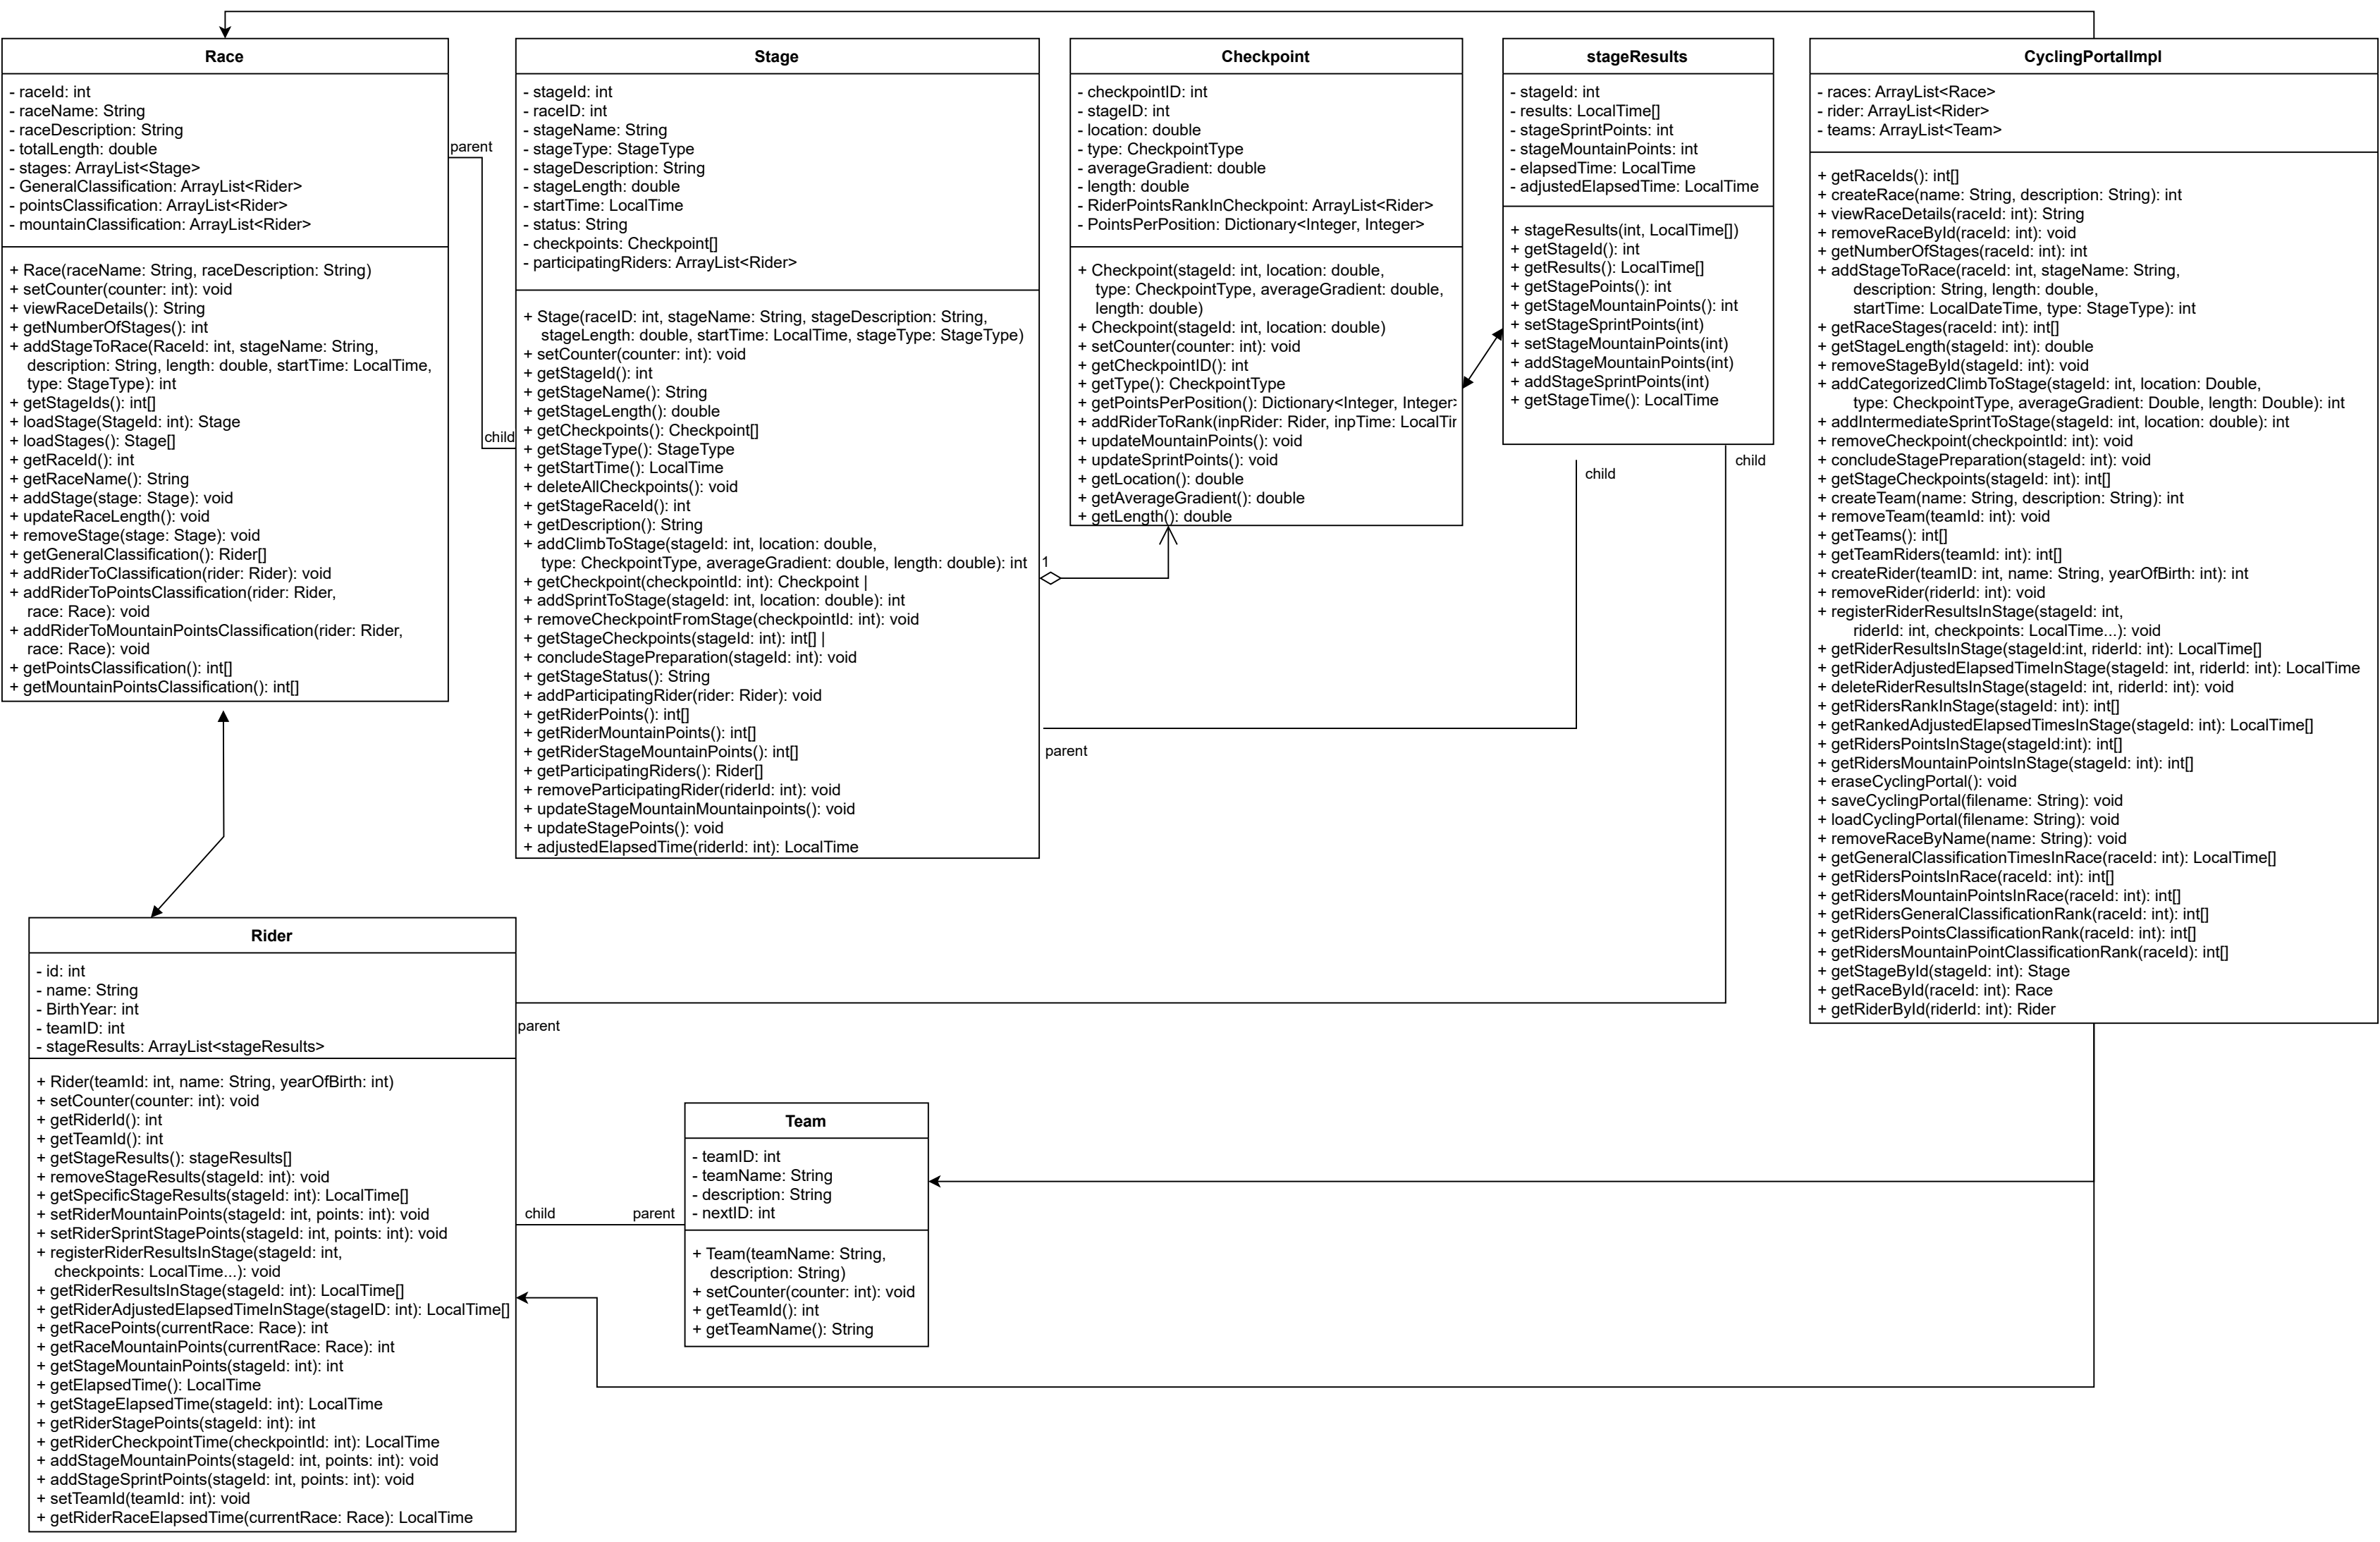 Race
- raceId: int
- raceName: String
- raceDescription: String
- totalLength: double
- stages: ArrayList<Stage>
- GeneralClassification: ArrayList<Rider>
- pointsClassification: ArrayList<Rider>
- mountainClassification: ArrayList<Rider>
+ Race(raceName: String, raceDescription: String)
+ setCounter(counter: int): void
+ viewRaceDetails(): String
+ getNumberOfStages(): int
+ addStageToRace(RaceId: int, stageName: String,
description: String, length: double, startTime: LocalTime,
type: StageType): int
+ getStageIds(): int[]
+ loadStage(StageId: int): Stage
+ loadStages(): Stage[]
+ getRaceId(): int
+ getRaceName(): String
+ addStage(stage: Stage): void
+ updateRaceLength(): void
+ removeStage(stage: Stage): void
+ getGeneralClassification(): Rider[]
+ addRiderToClassification(rider: Rider): void
+ addRiderToPointsClassification(rider: Rider,
race: Race): void
+ addRiderToMountainPointsClassification(rider: Rider,
race: Race): void
+ getPointsClassification(): int[]
+ getMountainPointsClassification(): int[]
parent
child
Stage
- stageId: int
- raceID: int
- stageName: String
- stageType: StageType
- stageDescription: String
- stageLength: double
- startTime: LocalTime
- status: String
- checkpoints: Checkpoint[]
- participatingRiders: ArrayList<Rider>
+ Stage(raceID: int, stageName: String, stageDescription: String,
stageLength: double, startTime: LocalTime, stageType: StageType)
+ setCounter(counter: int): void
+ getStageId(): int
+ getStageName(): String
+ getStageLength(): double
+ getCheckpoints(): Checkpoint[]
+ getStageType(): StageType
+ getStartTime(): LocalTime
+ deleteAllCheckpoints(): void
+ getStageRaceId(): int
+ getDescription(): String
+ addClimbToStage(stageId: int, location: double,
type: CheckpointType, averageGradient: double, length: double): int
+ getCheckpoint(checkpointId: int): Checkpoint |
+ addSprintToStage(stageId: int, location: double): int
+ removeCheckpointFromStage(checkpointId: int): void
+ getStageCheckpoints(stageId: int): int[] |
+ concludeStagePreparation(stageId: int): void
+ getStageStatus(): String
+ addParticipatingRider(rider: Rider): void
+ getRiderPoints(): int[]
+ getRiderMountainPoints(): int[]
+ getRiderStageMountainPoints(): int[]
+ getParticipatingRiders(): Rider[]
+ removeParticipatingRider(riderId: int): void
+ updateStageMountainMountainpoints(): void
+ updateStagePoints(): void
+ adjustedElapsedTime(riderId: int): LocalTime
1
parent
Checkpoint
- checkpointID: int
- stageID: int
- location: double
- type: CheckpointType
- averageGradient: double
- length: double
- RiderPointsRankInCheckpoint: ArrayList<Rider>
- PointsPerPosition: Dictionary<Integer, Integer>
+ Checkpoint(stageId: int, location: double,
type: CheckpointType, averageGradient: double,
length: double)
+ Checkpoint(stageId: int, location: double)
+ setCounter(counter: int): void
+ getCheckpointID(): int
+ getType(): CheckpointType
+ getPointsPerPosition(): Dictionary<Integer, Integer>
+ addRiderToRank(inpRider: Rider, inpTime: LocalTir
+ updateMountainPoints(): void
+ updateSprintPoints(): void
+ getLocation(): double
+ getAverageGradient(): double
+ getLength(): double
stageResults
- stageId: int
- results: LocalTime[]
- stageSprintPoints: int
- stageMountainPoints: int
- elapsedTime: LocalTime
- adjustedElapsedTime: LocalTime
+ stageResults(int, LocalTime[])
+ getStageId(): int
+ getResults(): LocalTime[]
+ getStagePoints(): int
+ getStageMountainPoints(): int
+ setStageSprintPoints(int)
+ setStageMountainPoints(int)
+ addStageMountainPoints(int)
+ addStageSprintPoints(int)
+ getStageTime(): LocalTime
child
child
CyclingPortalImpl
- races: ArrayList<Race>
- rider: ArrayList<Rider>
- teams: ArrayList<Team>
+ getRaceIds(): int[]
+ createRace(name: String, description: String): int
+ viewRaceDetails(raceId: int): String
+ removeRaceById(raceId: int): void
+ getNumberOfStages(raceId: int): int
+ addStageToRace(raceId: int, stageName: String,
description: String, length: double,
startTime: LocalDateTime, type: StageType): int
+ getRaceStages(raceId: int): int[]
+ getStageLength(stageId: int): double
+ removeStageById(stageId: int): void
+ addCategorizedClimbToStage(stageId: int, location: Double,
type: CheckpointType, averageGradient: Double, length: Double): int
+ addIntermediateSprintToStage(stageId: int, location: double): int
+ removeCheckpoint(checkpointId: int): void
+ concludeStagePreparation(stageId: int): void
+ getStageCheckpoints(stageId: int): int[]
+ createTeam(name: String, description: String): int
+ removeTeam(teamId: int): void
+ getTeams(): int[]
+ getTeamRiders(teamId: int): int[]
+ createRider(teamID: int, name: String, yearOfBirth: int): int
+ removeRider(riderId: int): void
+ registerRiderResultsInStage(stageId: int,
riderId: int, checkpoints: LocalTime...): void
+ getRiderResultsInStage(stageId:int, riderId: int): LocalTime[]
+ getRiderAdjustedElapsedTimeInStage(stageId: int, riderId: int): LocalTime
+ deleteRiderResultsInStage(stageId: int, riderId: int): void
+ getRidersRankInStage(stageId: int): int[]
+ getRankedAdjustedElapsedTimesInStage(stageId: int): LocalTime[]
+ getRidersPointsInStage(stageId:int): int[]
+ getRidersMountainPointsInStage(stageId: int): int[]
+ eraseCyclingPortal(): void
+ saveCyclingPortal(filename: String): void
+ loadCyclingPortal(filename: String): void
+ removeRaceByName(name: String): void
+ getGeneralClassificationTimesInRace(raceId: int): LocalTime[]
+ getRidersPointsInRace(raceId: int): int[]
+ getRidersMountainPointsInRace(raceId: int): int[]
+ getRidersGeneralClassificationRank(raceId: int): int[]
+ getRidersPointsClassificationRank(raceId: int): int[]
+ getRidersMountainPointClassificationRank(raceId): int[]
+ getStageById(stageId: int): Stage
+ getRaceById(raceId: int): Race
+ getRiderById(riderId: int): Rider
Rider
- id: int
- name: String
- BirthYear: int
- teamID: int
- stageResults: ArrayList<stageResults>
+ Rider(teamId: int, name: String, yearOfBirth: int)
+ setCounter(counter: int): void
+ getRiderId(): int
+ getTeamId(): int
+ getStageResults(): stageResults[]
+ removeStageResults(stageId: int): void
+ getSpecificStageResults(stageId: int): LocalTime[]
+ setRiderMountainPoints(stageId: int, points: int): void
+ setRiderSprintStagePoints(stageId: int, points: int): void
+ registerRiderResultsInStage(stageId: int,
checkpoints: LocalTime...): void
+ getRiderResultsInStage(stageId: int): LocalTime[]
+ getRiderAdjustedElapsedTimeInStage(stageID: int): LocalTime[]
+ getRacePoints(currentRace: Race): int
+ getRaceMountainPoints(currentRace: Race): int
+ getStageMountainPoints(stageId: int): int
+ getElapsedTime(): LocalTime
+ getStageElapsedTime(stageId: int): LocalTime
+ getRiderStagePoints(stageId: int): int
+ getRiderCheckpointTime(checkpointId: int): LocalTime
+ addStageMountainPoints(stageId: int, points: int): void
+ addStageSprintPoints(stageId: int, points: int): void
+ setTeamId(teamId: int): void
+ getRiderRaceElapsedTime(currentRace: Race): LocalTime
parent
child
parent
Team
- teamID: int
- teamName: String
- description: String
- nextID: int
+ Team(teamName: String,
description: String)
+ setCounter(counter: int): void
+ getTeamId(): int
+ getTeamName(): String